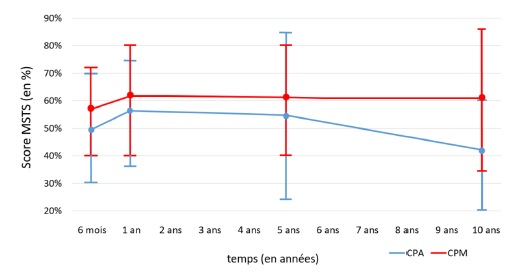 90%
80%
70%
60%
50%
40%
30%
20%
Score MSTS (en %)
6 mois 1 an 2 ans 3 ans 4 ans 5 ans 6 ans 7 ans 8 ans 9 ans 10 ans
temps (en années)
CPA CPM